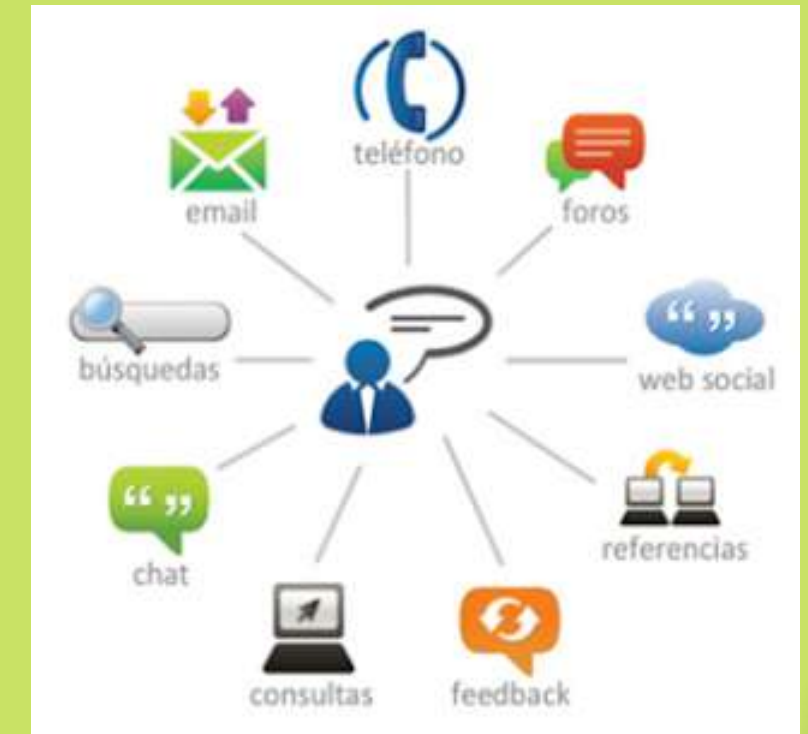 teléfono
email
foros
búsquedas
“ ”
web social
“ ”
chat
referencias
consultas
feedback